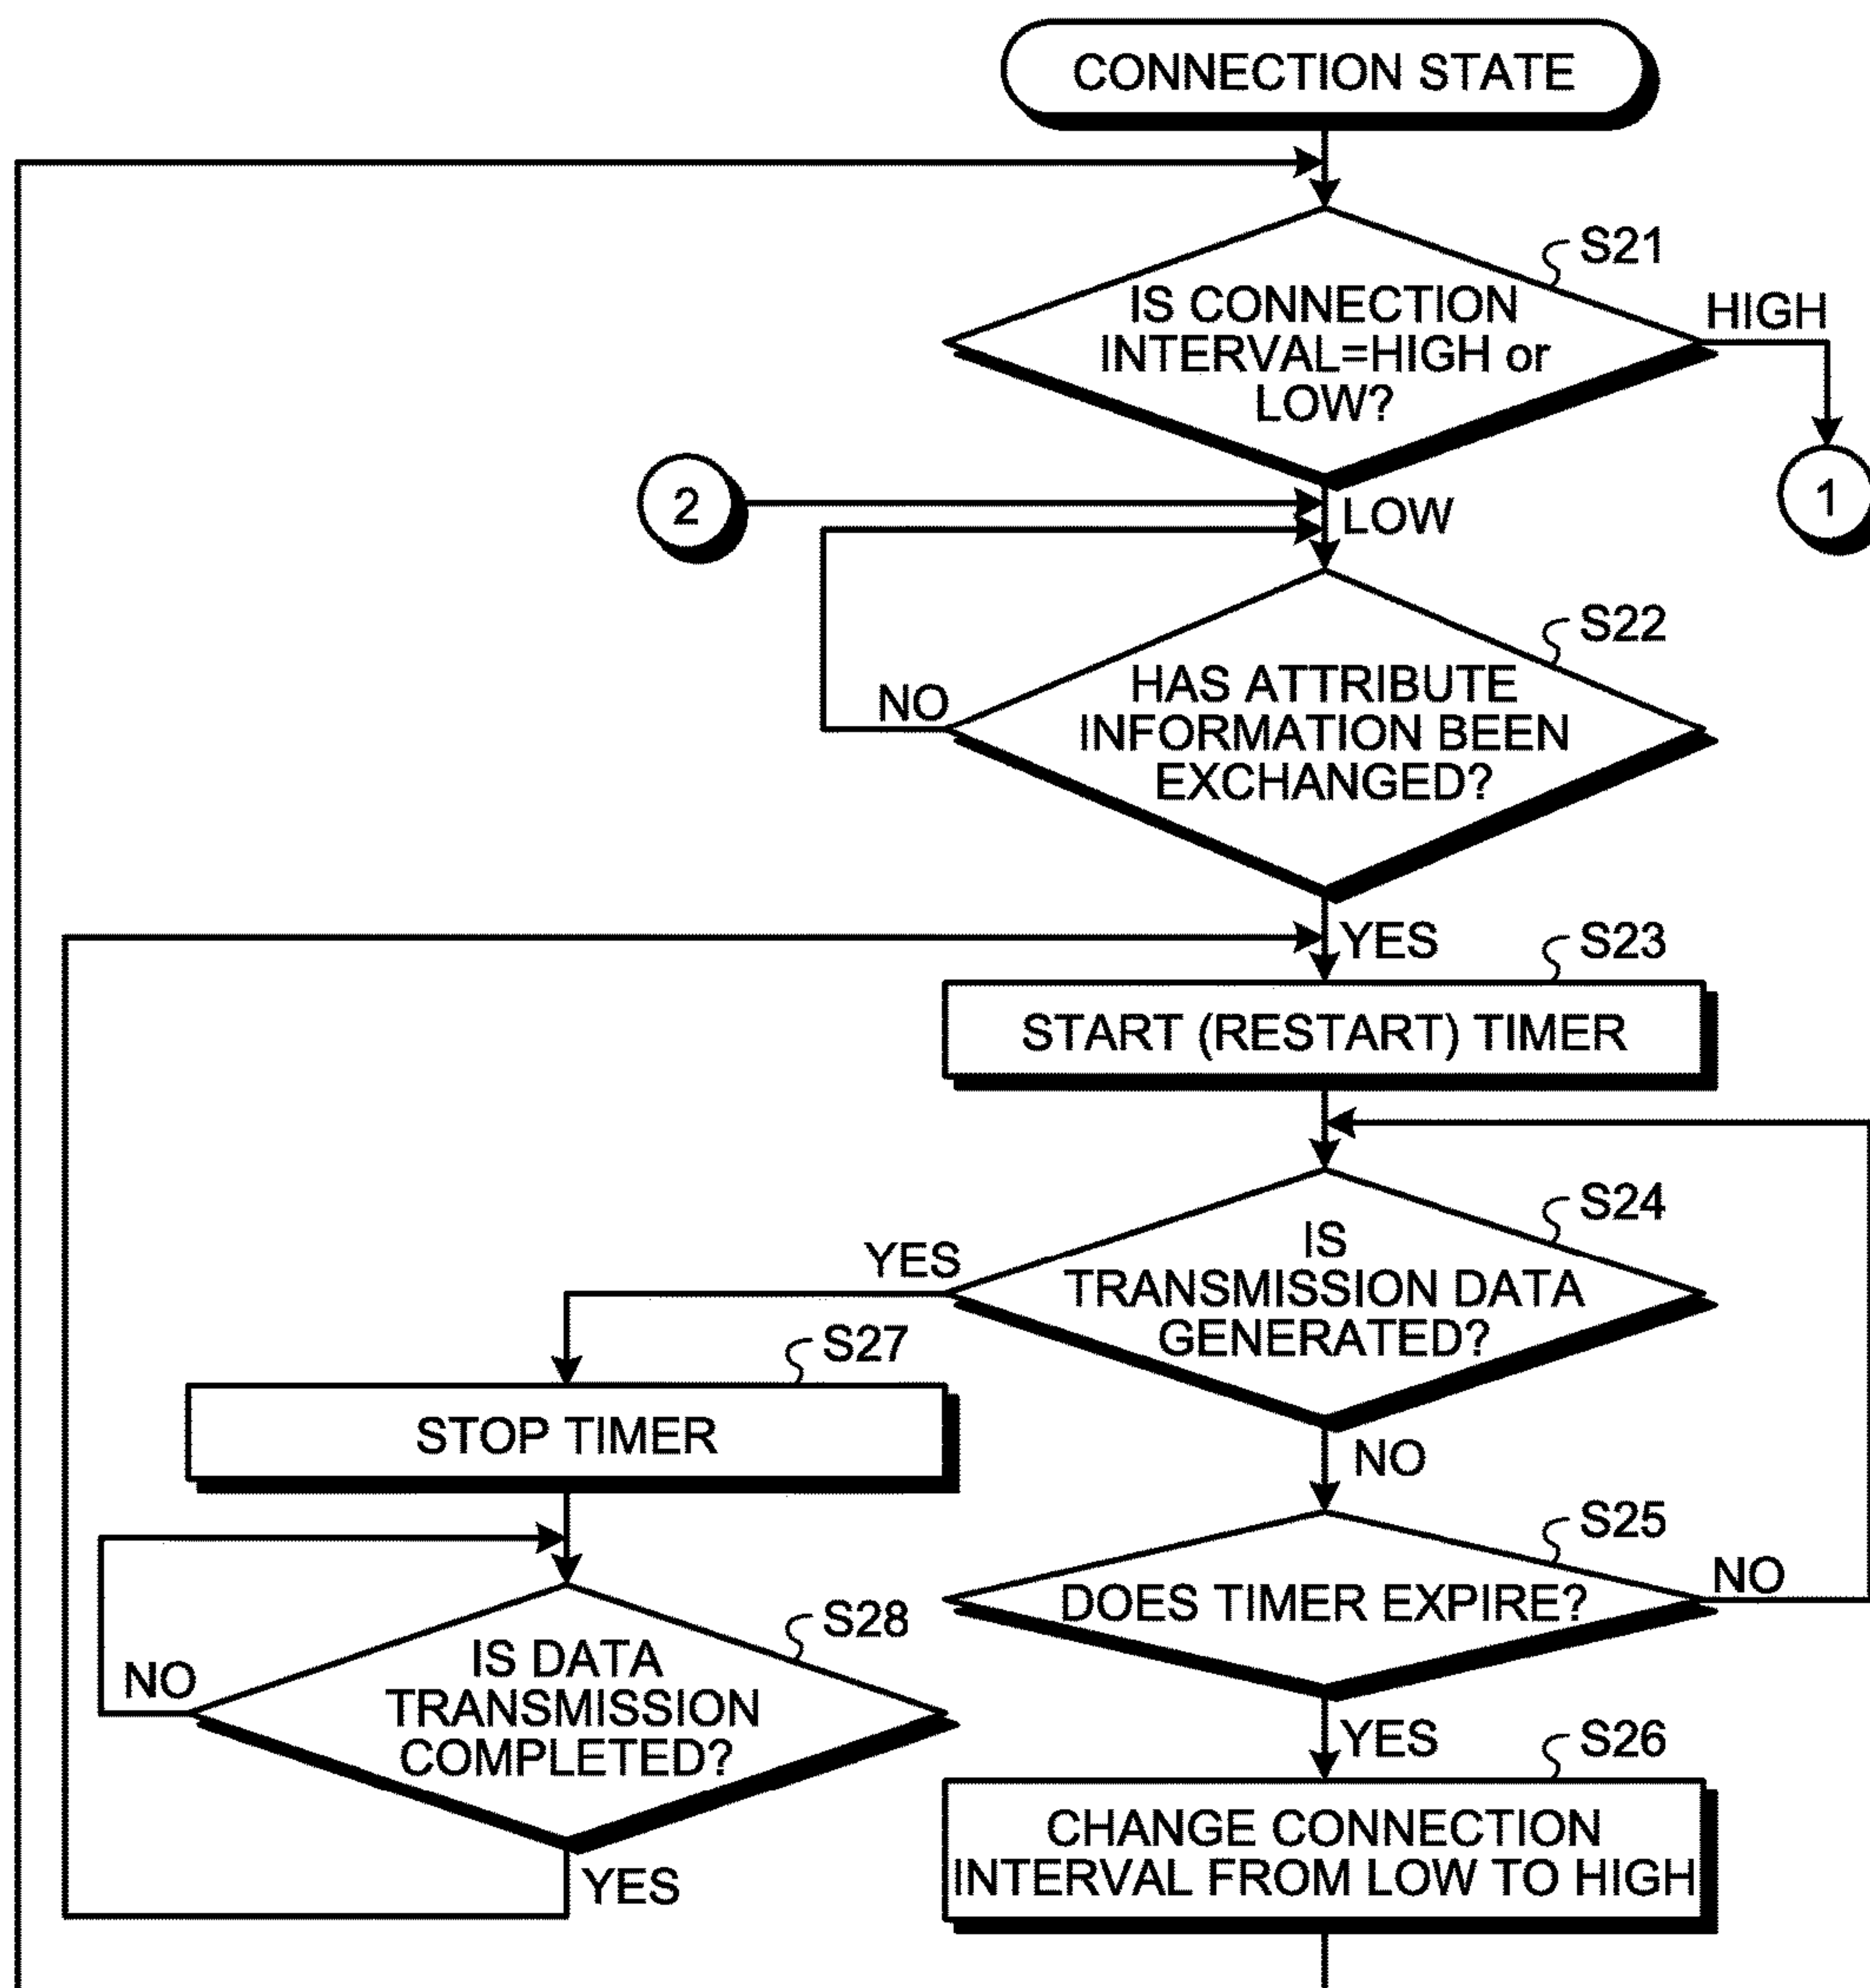 CONNECTION STATE
S21
IS CONNECTION
INTERVAL=HIGH or
LOW?
HIGH
1
2
LOW
S22
HAS ATTRIBUTE
INFORMATION BEEN
EXCHANGED?
NO
YES
S23
START (RESTART) TIMER
S24
IS
TRANSMISSION DATA
GENERATED?
YES
NO
S27
STOP TIMER
S25
DOES TIMER EXPIRE?
NO
S28
IS DATA
TRANSMISSION
COMPLETED?
NO
YES
YES
S26
CHANGE CONNECTION
INTERVAL FROM LOW TO HIGH